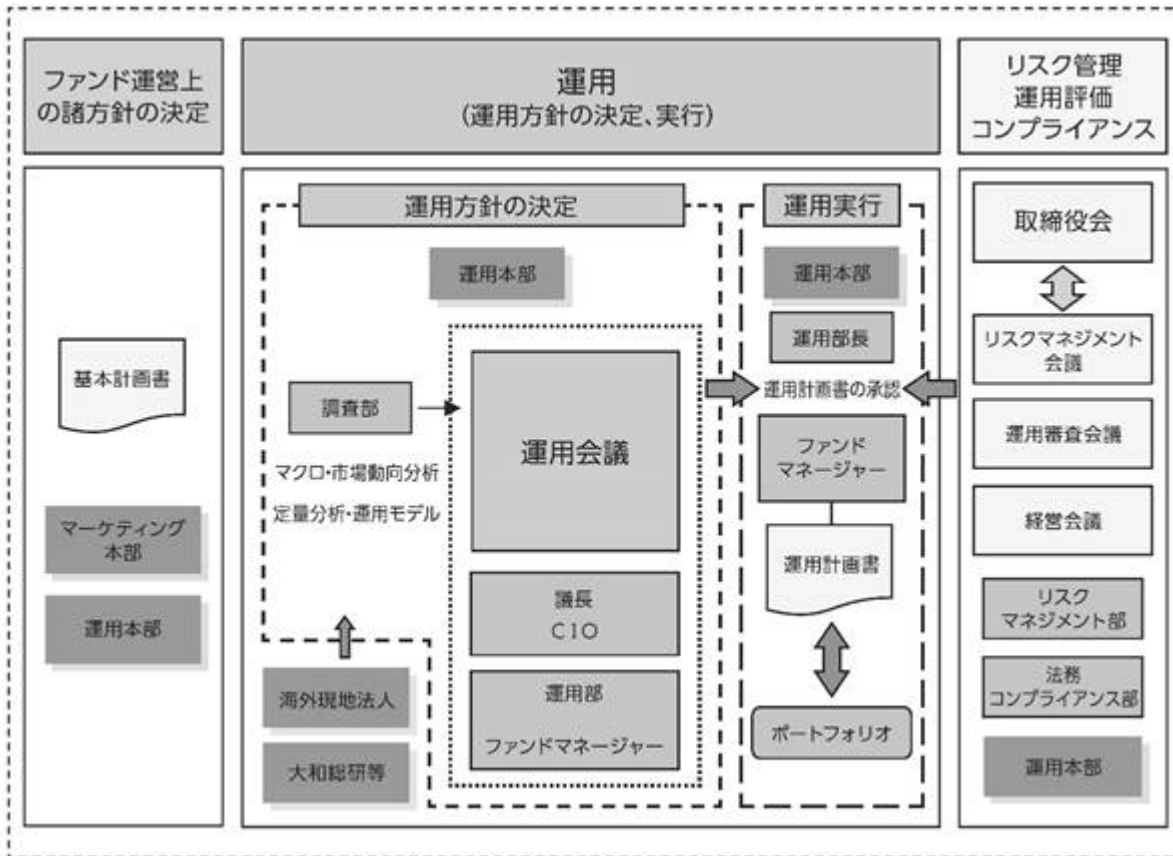 ファンド運営上
の諸方針の決定
運用
(運用方針の決定、実行)
リスク管理
運用評価
コンプライアンス
基本計画書
マーケティング
本部
運用本部
運用方針の決定
運用本部
調査部
マクロ・市場動向分析
定量分析・運用モデル
運用会議
議長
CIO
運用部
ファンドマネージャー
海外現地法人
大和総研等
運用実行
運用本部
運用部長
運用計画書の承認
ファンド
マネージャー
運用計画書
ポートフォリオ
取締役会
リスクマネジメント
会議
運用審査会議
経営会議
リスク
マネジメント部
法務
コンプライアンス部
運用本部